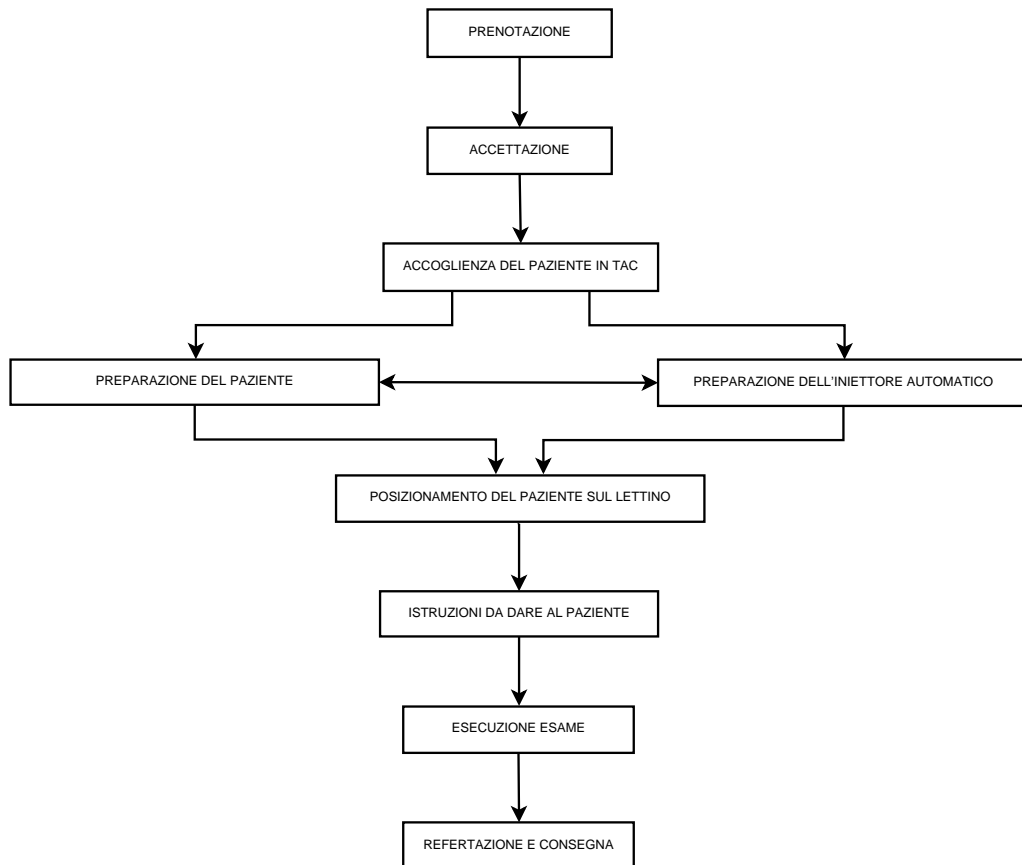 PRENOTAZIONE
ACCETTAZIONE
ACCOGLIENZA DEL PAZIENTE IN TAC
PREPARAZIONE DEL PAZIENTE
PREPARAZIONE DELL'INIETTORE AUTOMATICO
POSIZIONAMENTO DEL PAZIENTE SUL LETTINO
ISTRUZIONI DA DARE AL PAZIENTE
ESECUZIONE ESAME
REFERTAZIONE E CONSEGNA